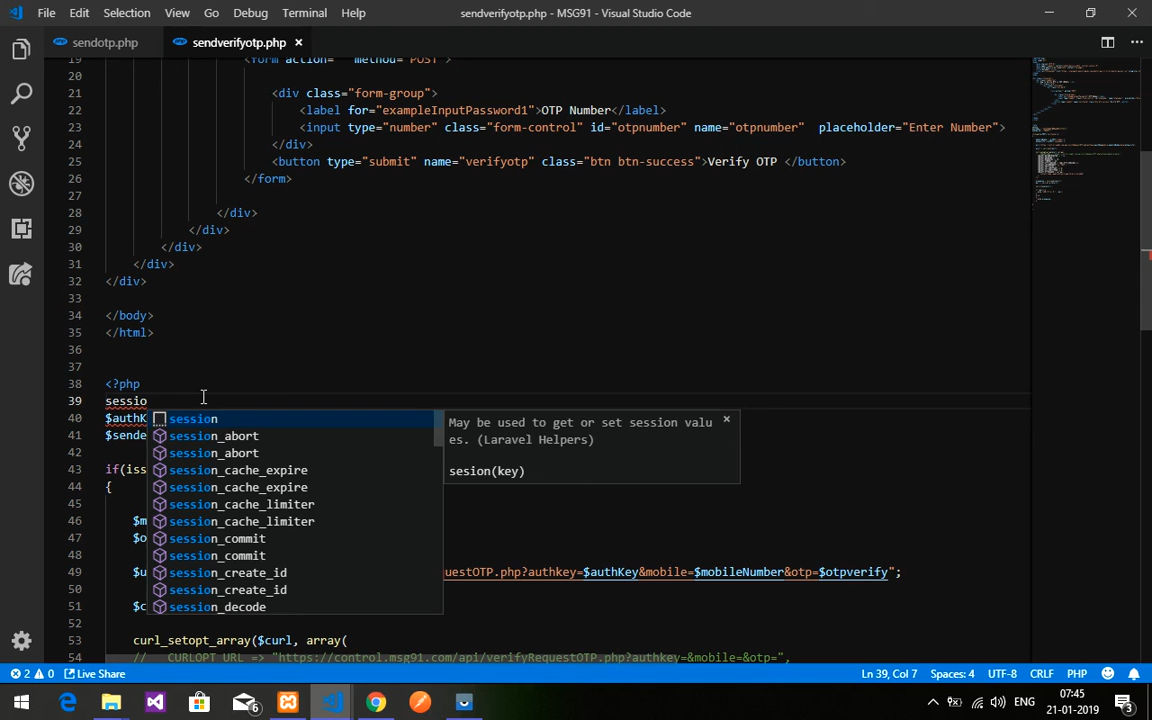 File Edit Selection View Go Debug Terminal Help
sendverifyotp.php - MSG91 - Visual Studio Code
sendotp.php
sendverifyotp.php ×
19 <form action=" " method="POST">
20
21 <div class="form-group">
22 <label for="exampleInputPassword1">OTP Number</label>
23 <input type="number" class="form-control" id="otpnumber" name="otpnumber"  placeholder="Enter Number">
24 </div>
25 <button type="submit" name="verifyotp" class="btn btn-success">Verify OTP </button>
26 </form>
27
28 </div>
29 </div>
30 </div>
31 </div>
32 </div>
33
34 </body>
35 </html>
36
37
38 <?php
39 sessio
40 $authK
41 $sende
42
43 if(iss
44 {
45
46 $m
47 $o
48
49 $u
uestOTP.php?authkey=$authKey&mobile=$mobileNumber&otp=$otpverify";
50
51 $c
52
53 curl_setopt_array($curl, array(
54 //  CURLOPT_URL => "https://control.msg91.com/api/verifyRequestOTP.php?authkey=&mobile=&otp=",
session
session_abort
session_abort
session_cache_expire
session_cache_expire
session_cache_limiter
session_cache_limiter
session_commit
session_commit
session_create_id
session_create_id
session_decode
May be used to get or set session valu
es. (Laravel Helpers)
sesion(key)
2 0 Live Share
Ln 39, Col 7 Spaces: 4 UTF-8 CRLF PHP
6
ENG
07:45
21-01-2019
3